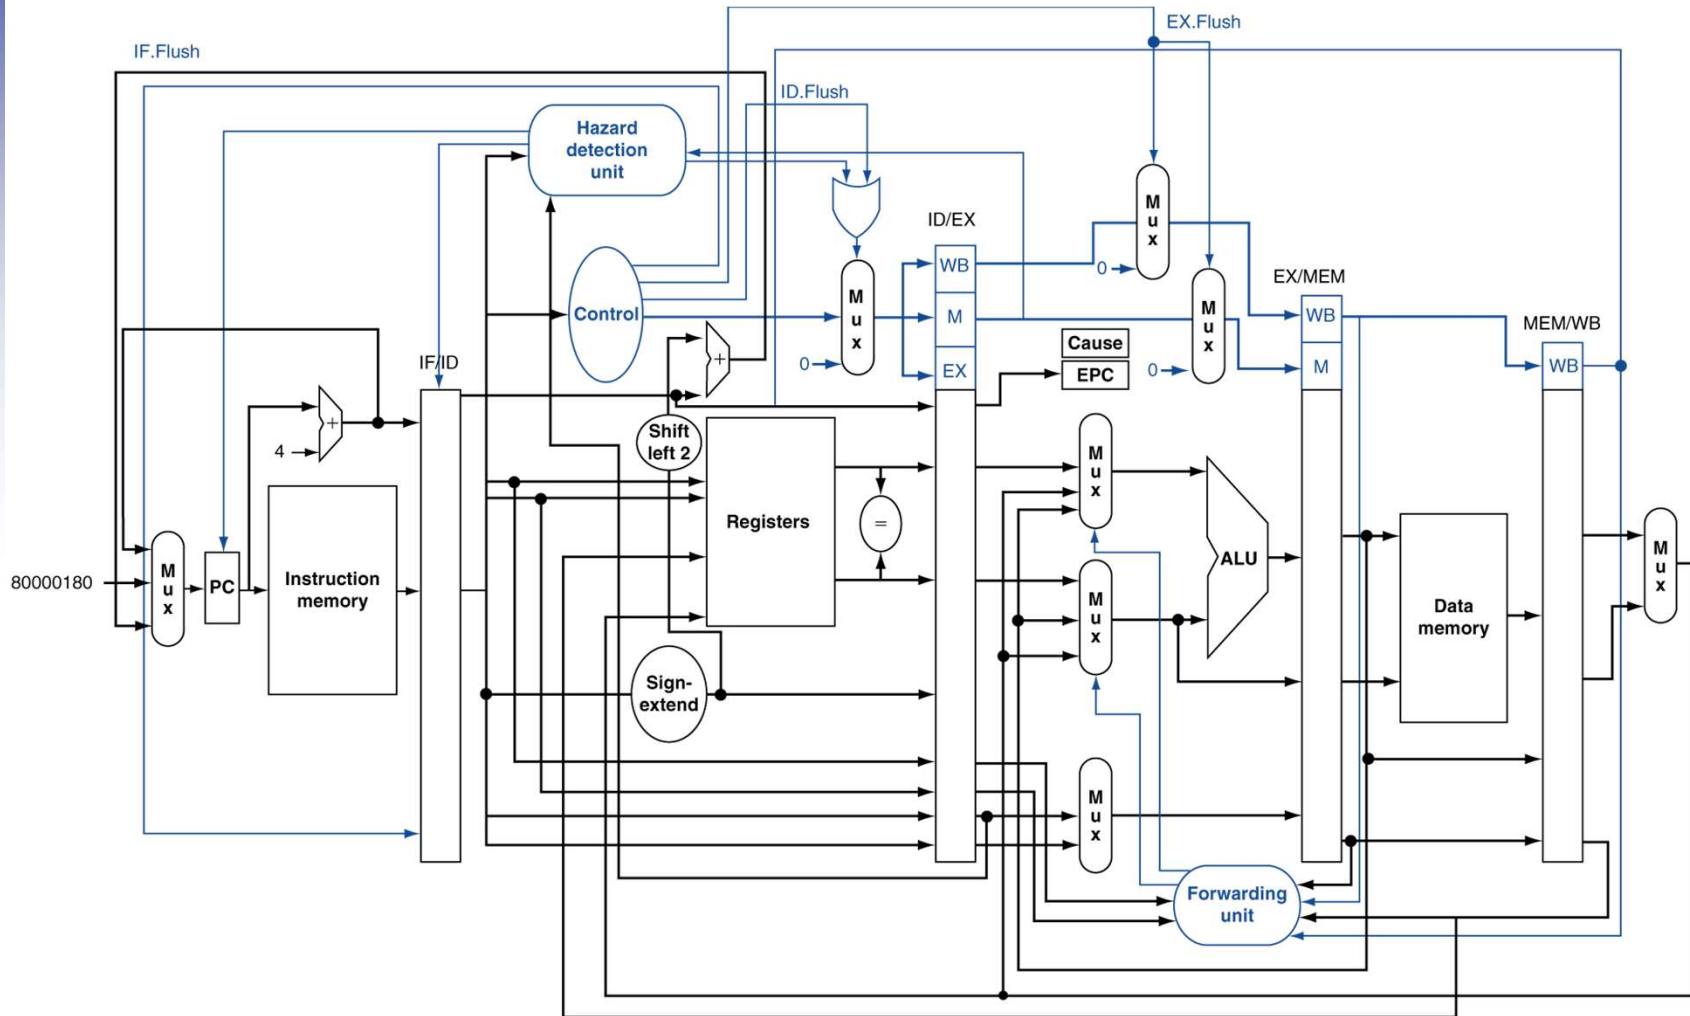 IF.Flush
EX.Flush
ID.Flush
Hazard
detection
unit
Control
M
u
x
0
ID/EX
WB
M
EX
M
u
x
0
M
u
x
0
Cause
EPC
EX/MEM
WB
M
MEM/WB
WB
IF/ID
+
4
+
Shift
left 2
Registers
=
Sign-
extend
80000180
M
u
x
PC
Instruction
memory
M
u
x
M
u
x
M
u
x
ALU
Data
memory
M
u
x
Forwarding
unit